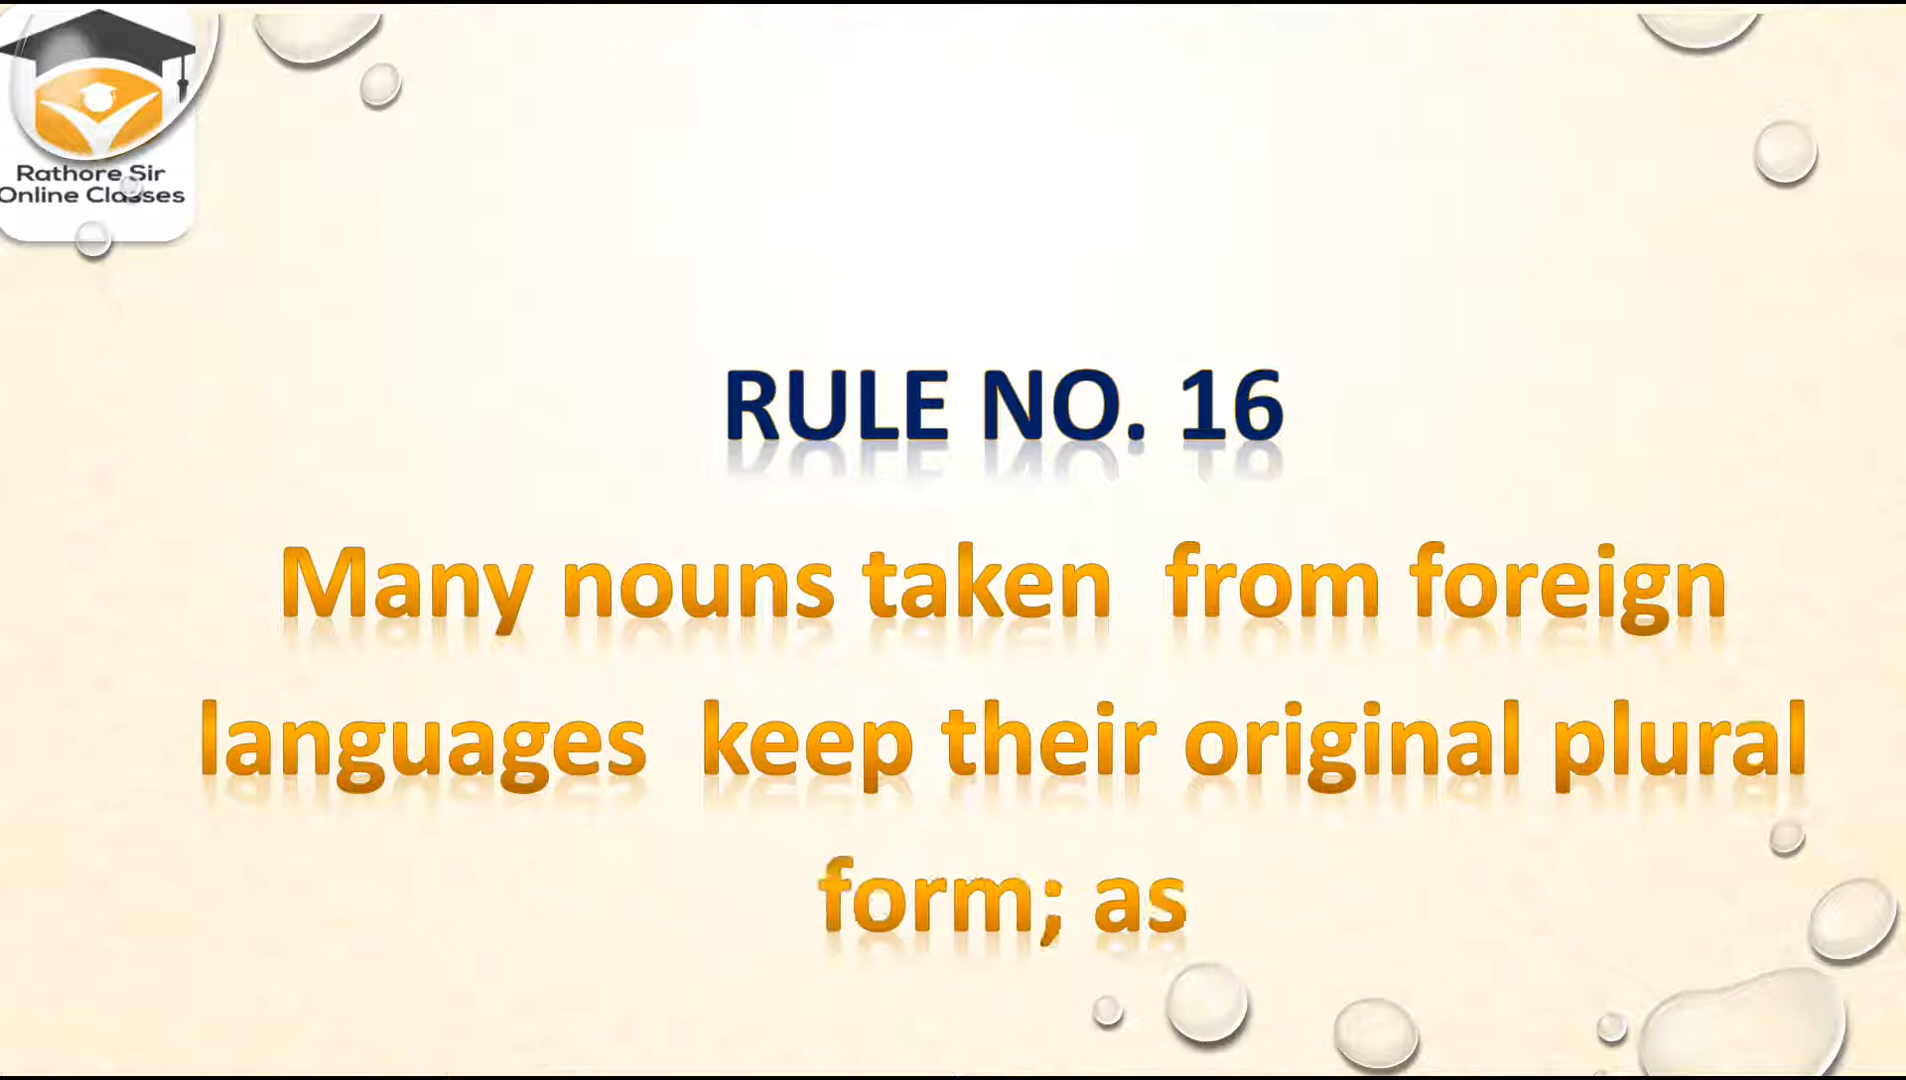 Rathore Sir
Online Classes
RULE NO. 16
Many nouns taken  from foreign
languages  keep their original plural
form; as